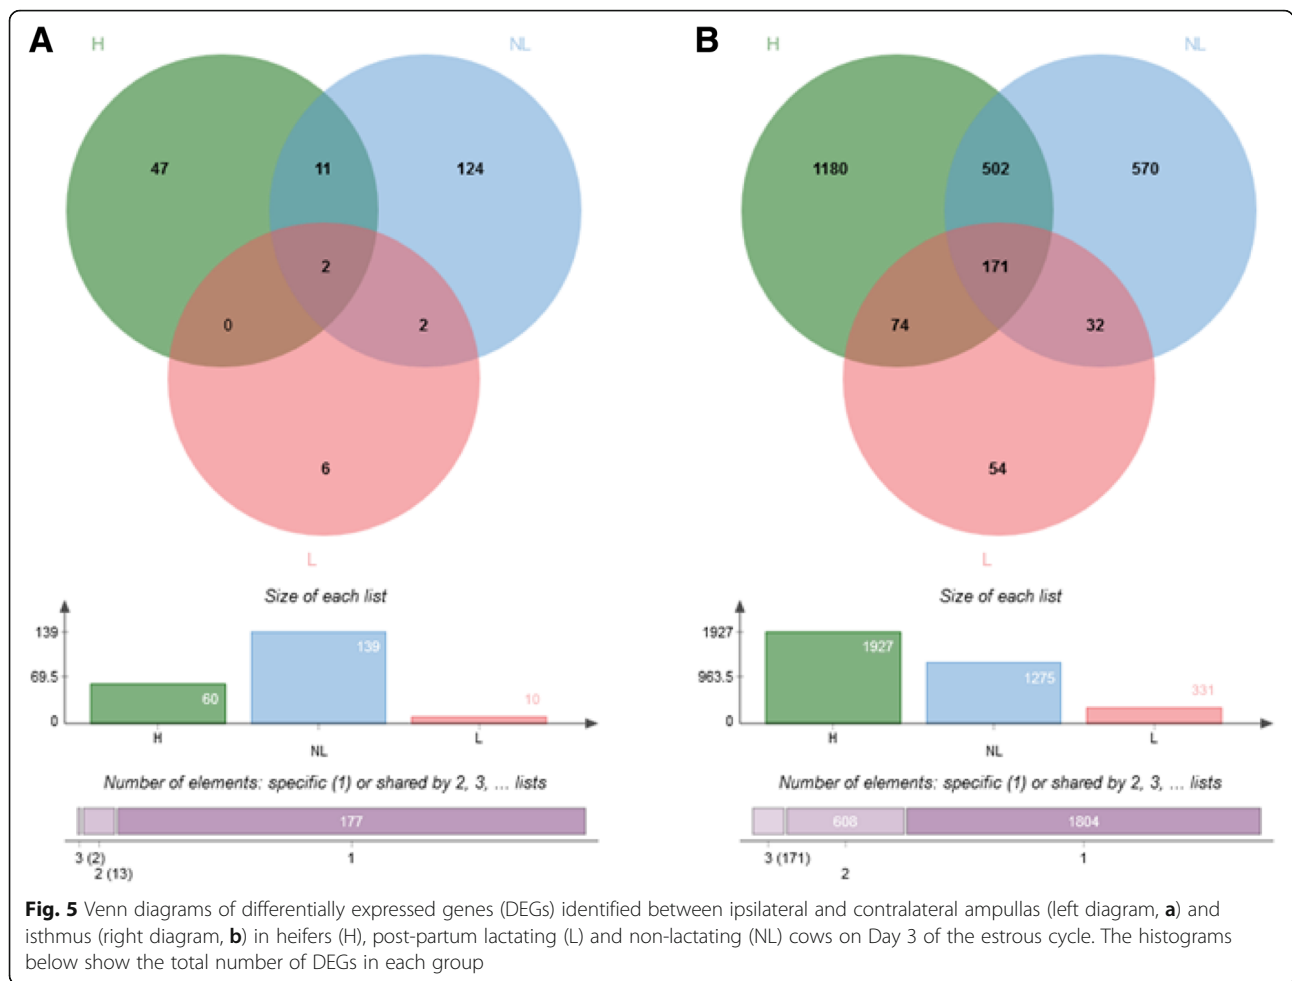 A
H
NL
47
11
124
2
0
2
6
L
Size of each list
139
69.5
0
60
139
10
H
NL
L
Number of elements: specific (1) or shared by 2, 3, ... lists
177
3 (2)
2 (13)
1
B
H
NL
1180
502
570
171
74
32
54
L
Size of each list
1927
963.5
0
1927
1275
331
H
NL
L
Number of elements: specific (1) or shared by 2, 3, ... lists
608
1804
3 (171)
2
1
Fig. 5 Venn diagrams of differentially expressed genes (DEGs) identified between ipsilateral and contralateral ampullas (left diagram, a) and
isthmus (right diagram, b) in heifers (H), post-partum lactating (L) and non-lactating (NL) cows on Day 3 of the estrous cycle. The histograms
below show the total number of DEGs in each group